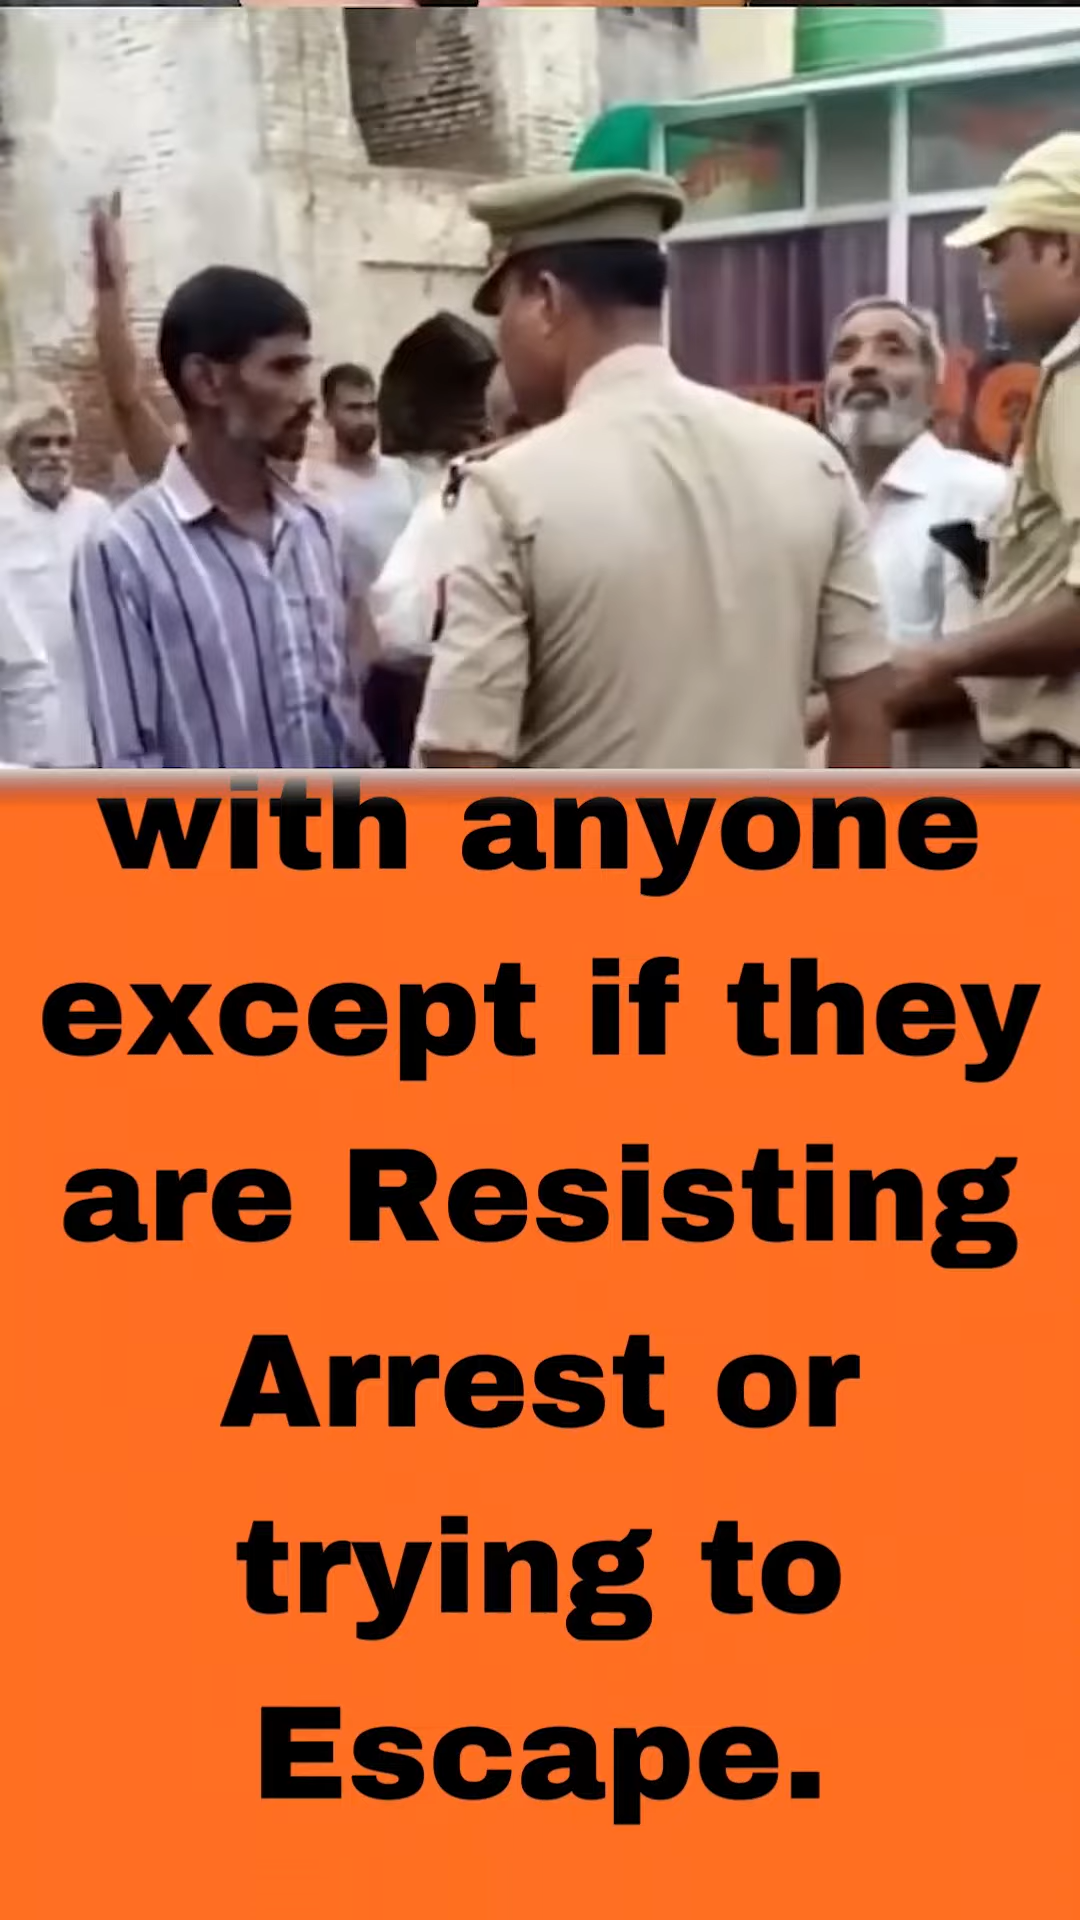 with anyone
except if they
are Resisting
Arrest or
trying to
Escape.